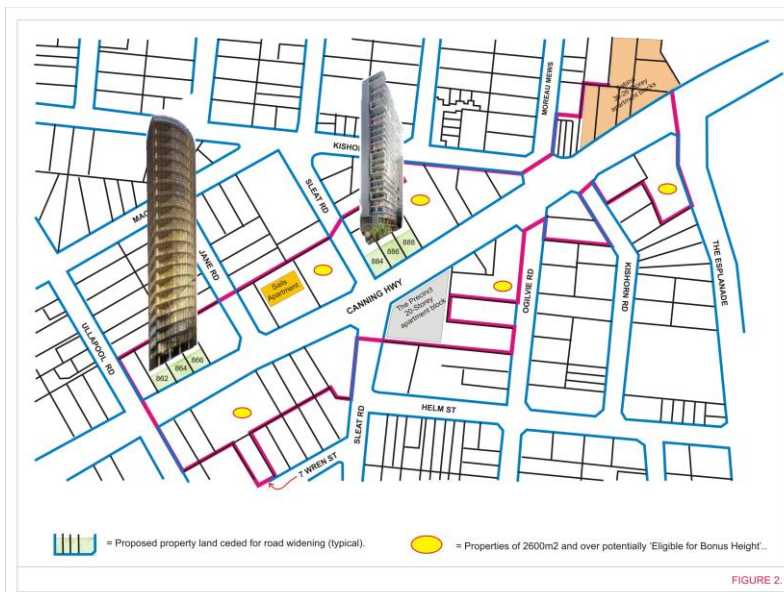 MOREAU MEWS
apartment blocks
KISHO
SLEAT RD
MAC
JANE RD
884
886
888
Sails
Apartment
CANNING HWY
The Precinct
20-Storey
apartment block
OGILVIE RD
KISHORN RD
THE ESPLANADE
ULLAPOOL RD
862
864
866
HELM ST
SLEAT RD
7 WREN ST
= Proposed property land ceded for road widening (typical).
= Properties of 2600m2 and over potentially 'Eligible for Bonus Height'..
FIGURE 2.